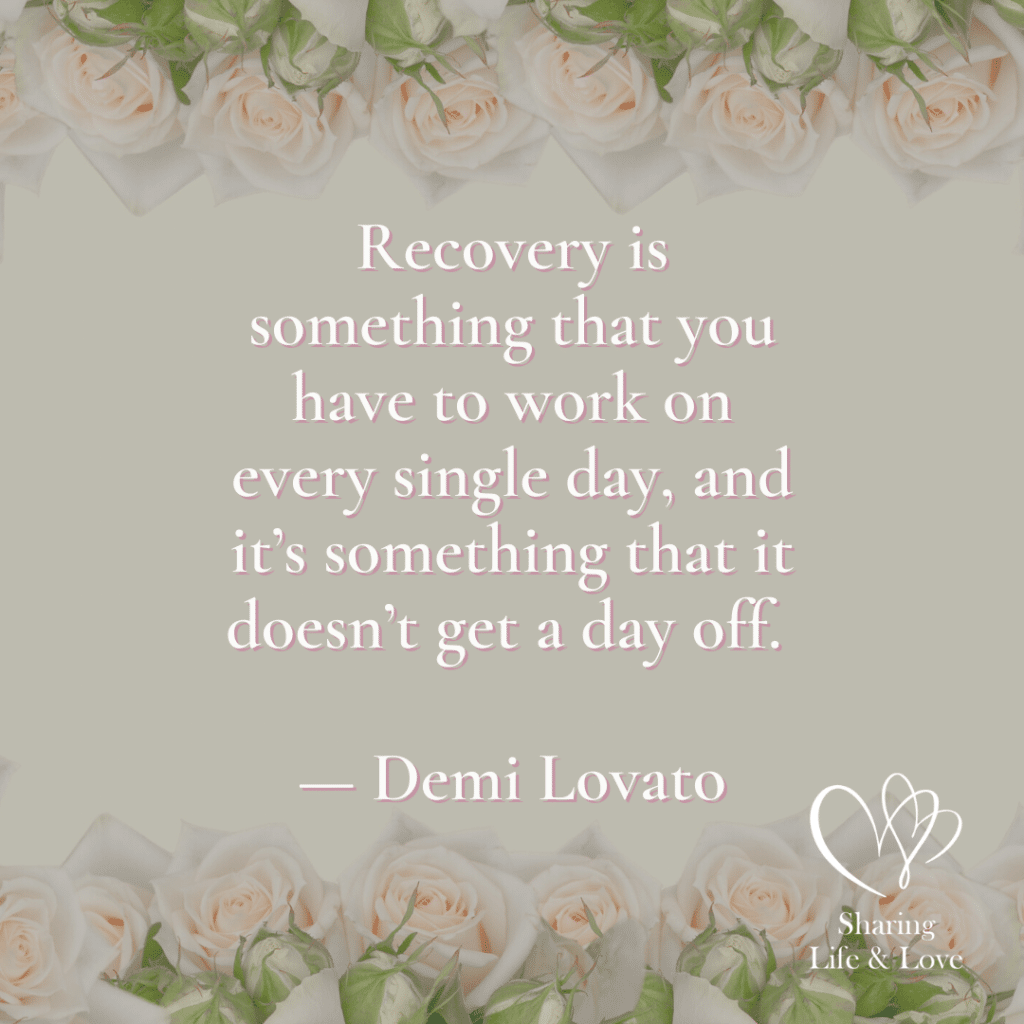 Recovery is
something that you
have to work on
every single day, and
it’s something that it
doesn’t get a day off.
— Demi Lovato
Sharing
Life & Love